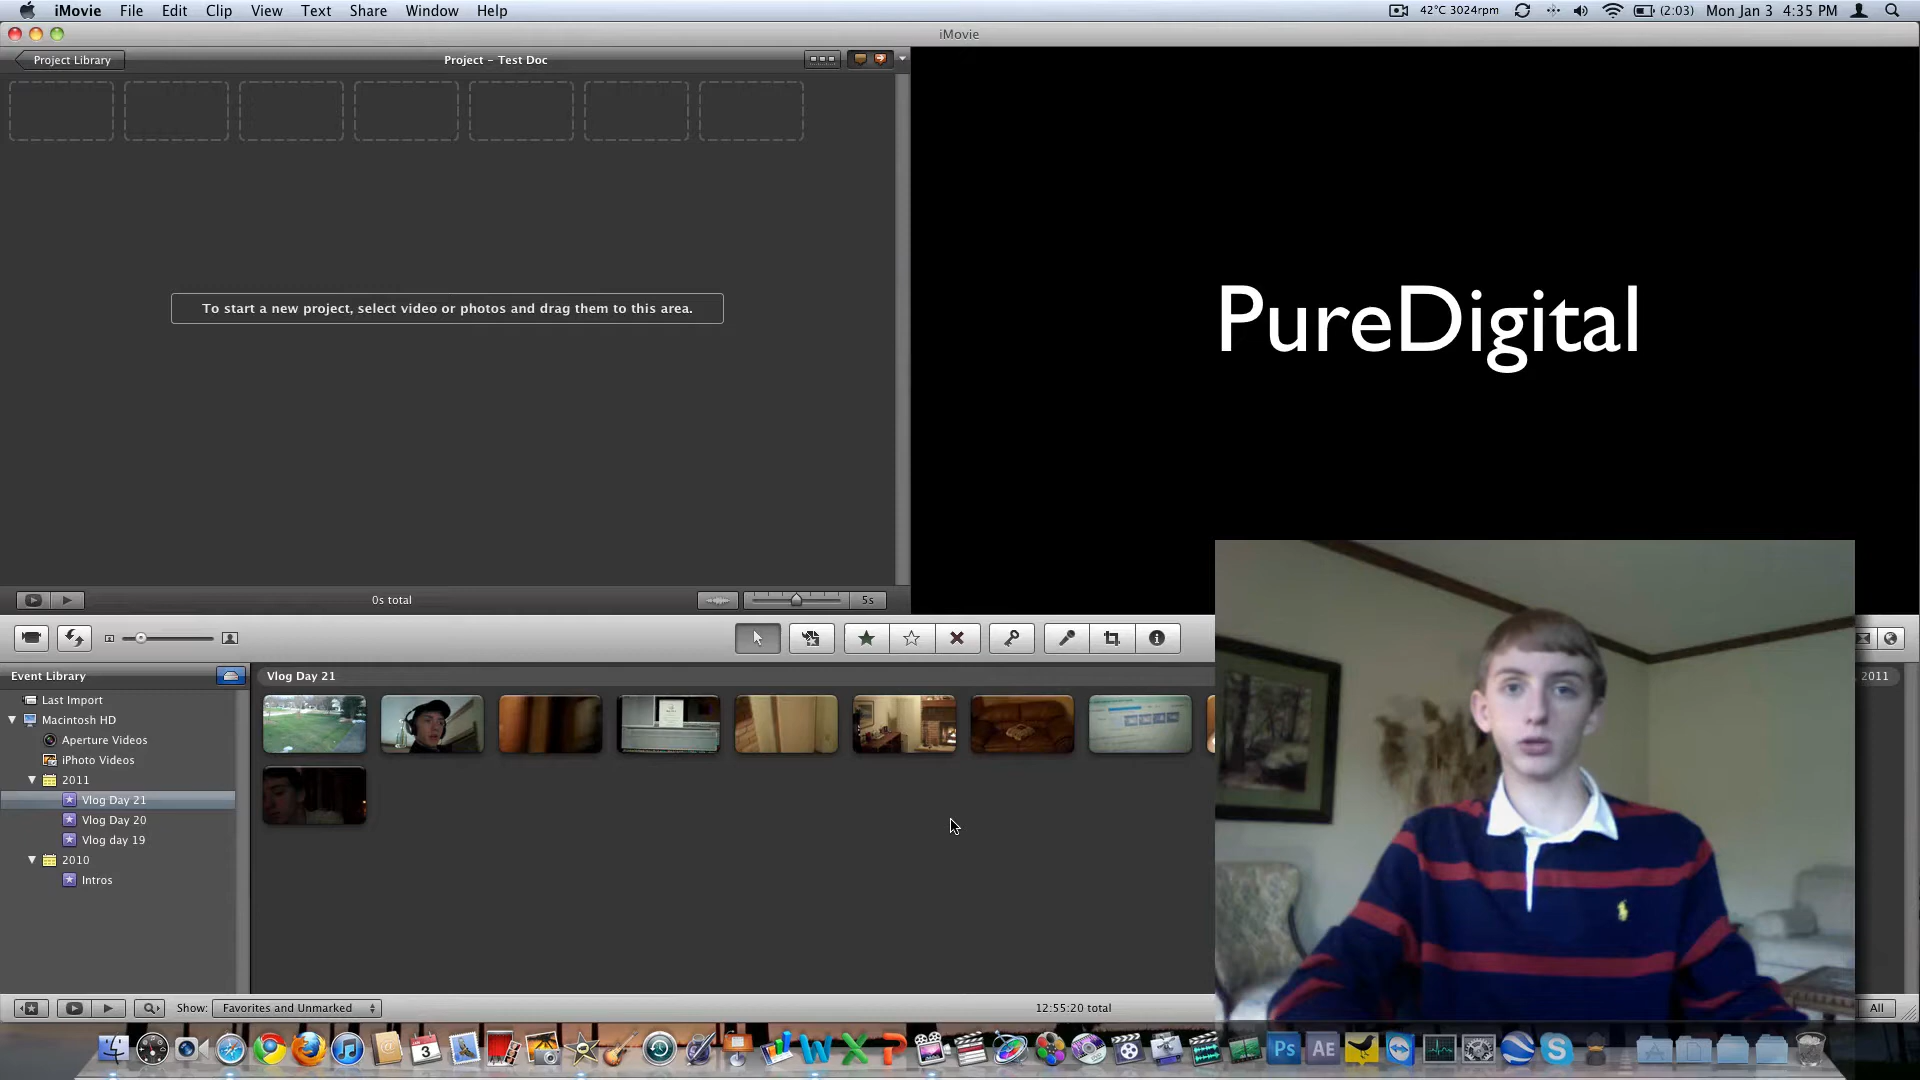 iMovie File Edit Clip View Text Share Window Help 42°C 3024rpm (2:03) Mon Jan 3 4:35 PM
iMovie
Project Library Project – Test Doc
To start a new project, select video or photos and drag them to this area.
PureDigital
0s total 5s
Event Library Vlog Day 21 2011
Last Import
Macintosh HD
Aperture Videos
iPhoto Videos
2011
Vlog Day 21
Vlog Day 20
Vlog day 19
2010
Intros
Show: Favorites and Unmarked 12:55:20 total All
3 Ps AE